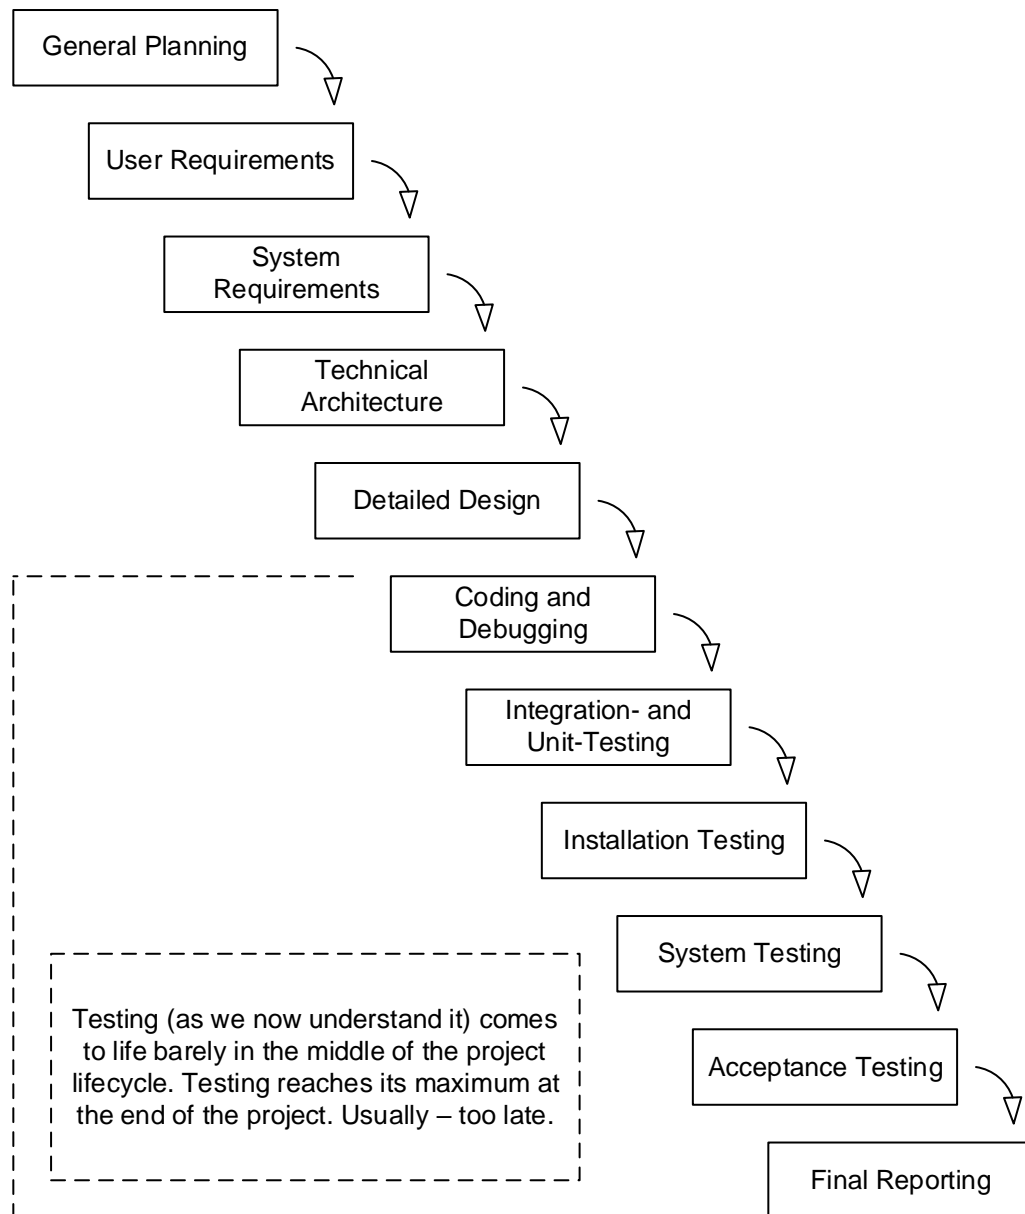 General Planning
User Requirements
System
Requirements
Technical
Architecture
Detailed Design
Coding and
Debugging
Integration- and
Unit-Testing
Installation Testing
System Testing
Testing (as we now understand it) comes
to life barely in the middle of the project
lifecycle. Testing reaches its maximum at
the end of the project. Usually – too late.
Acceptance Testing
Final Reporting